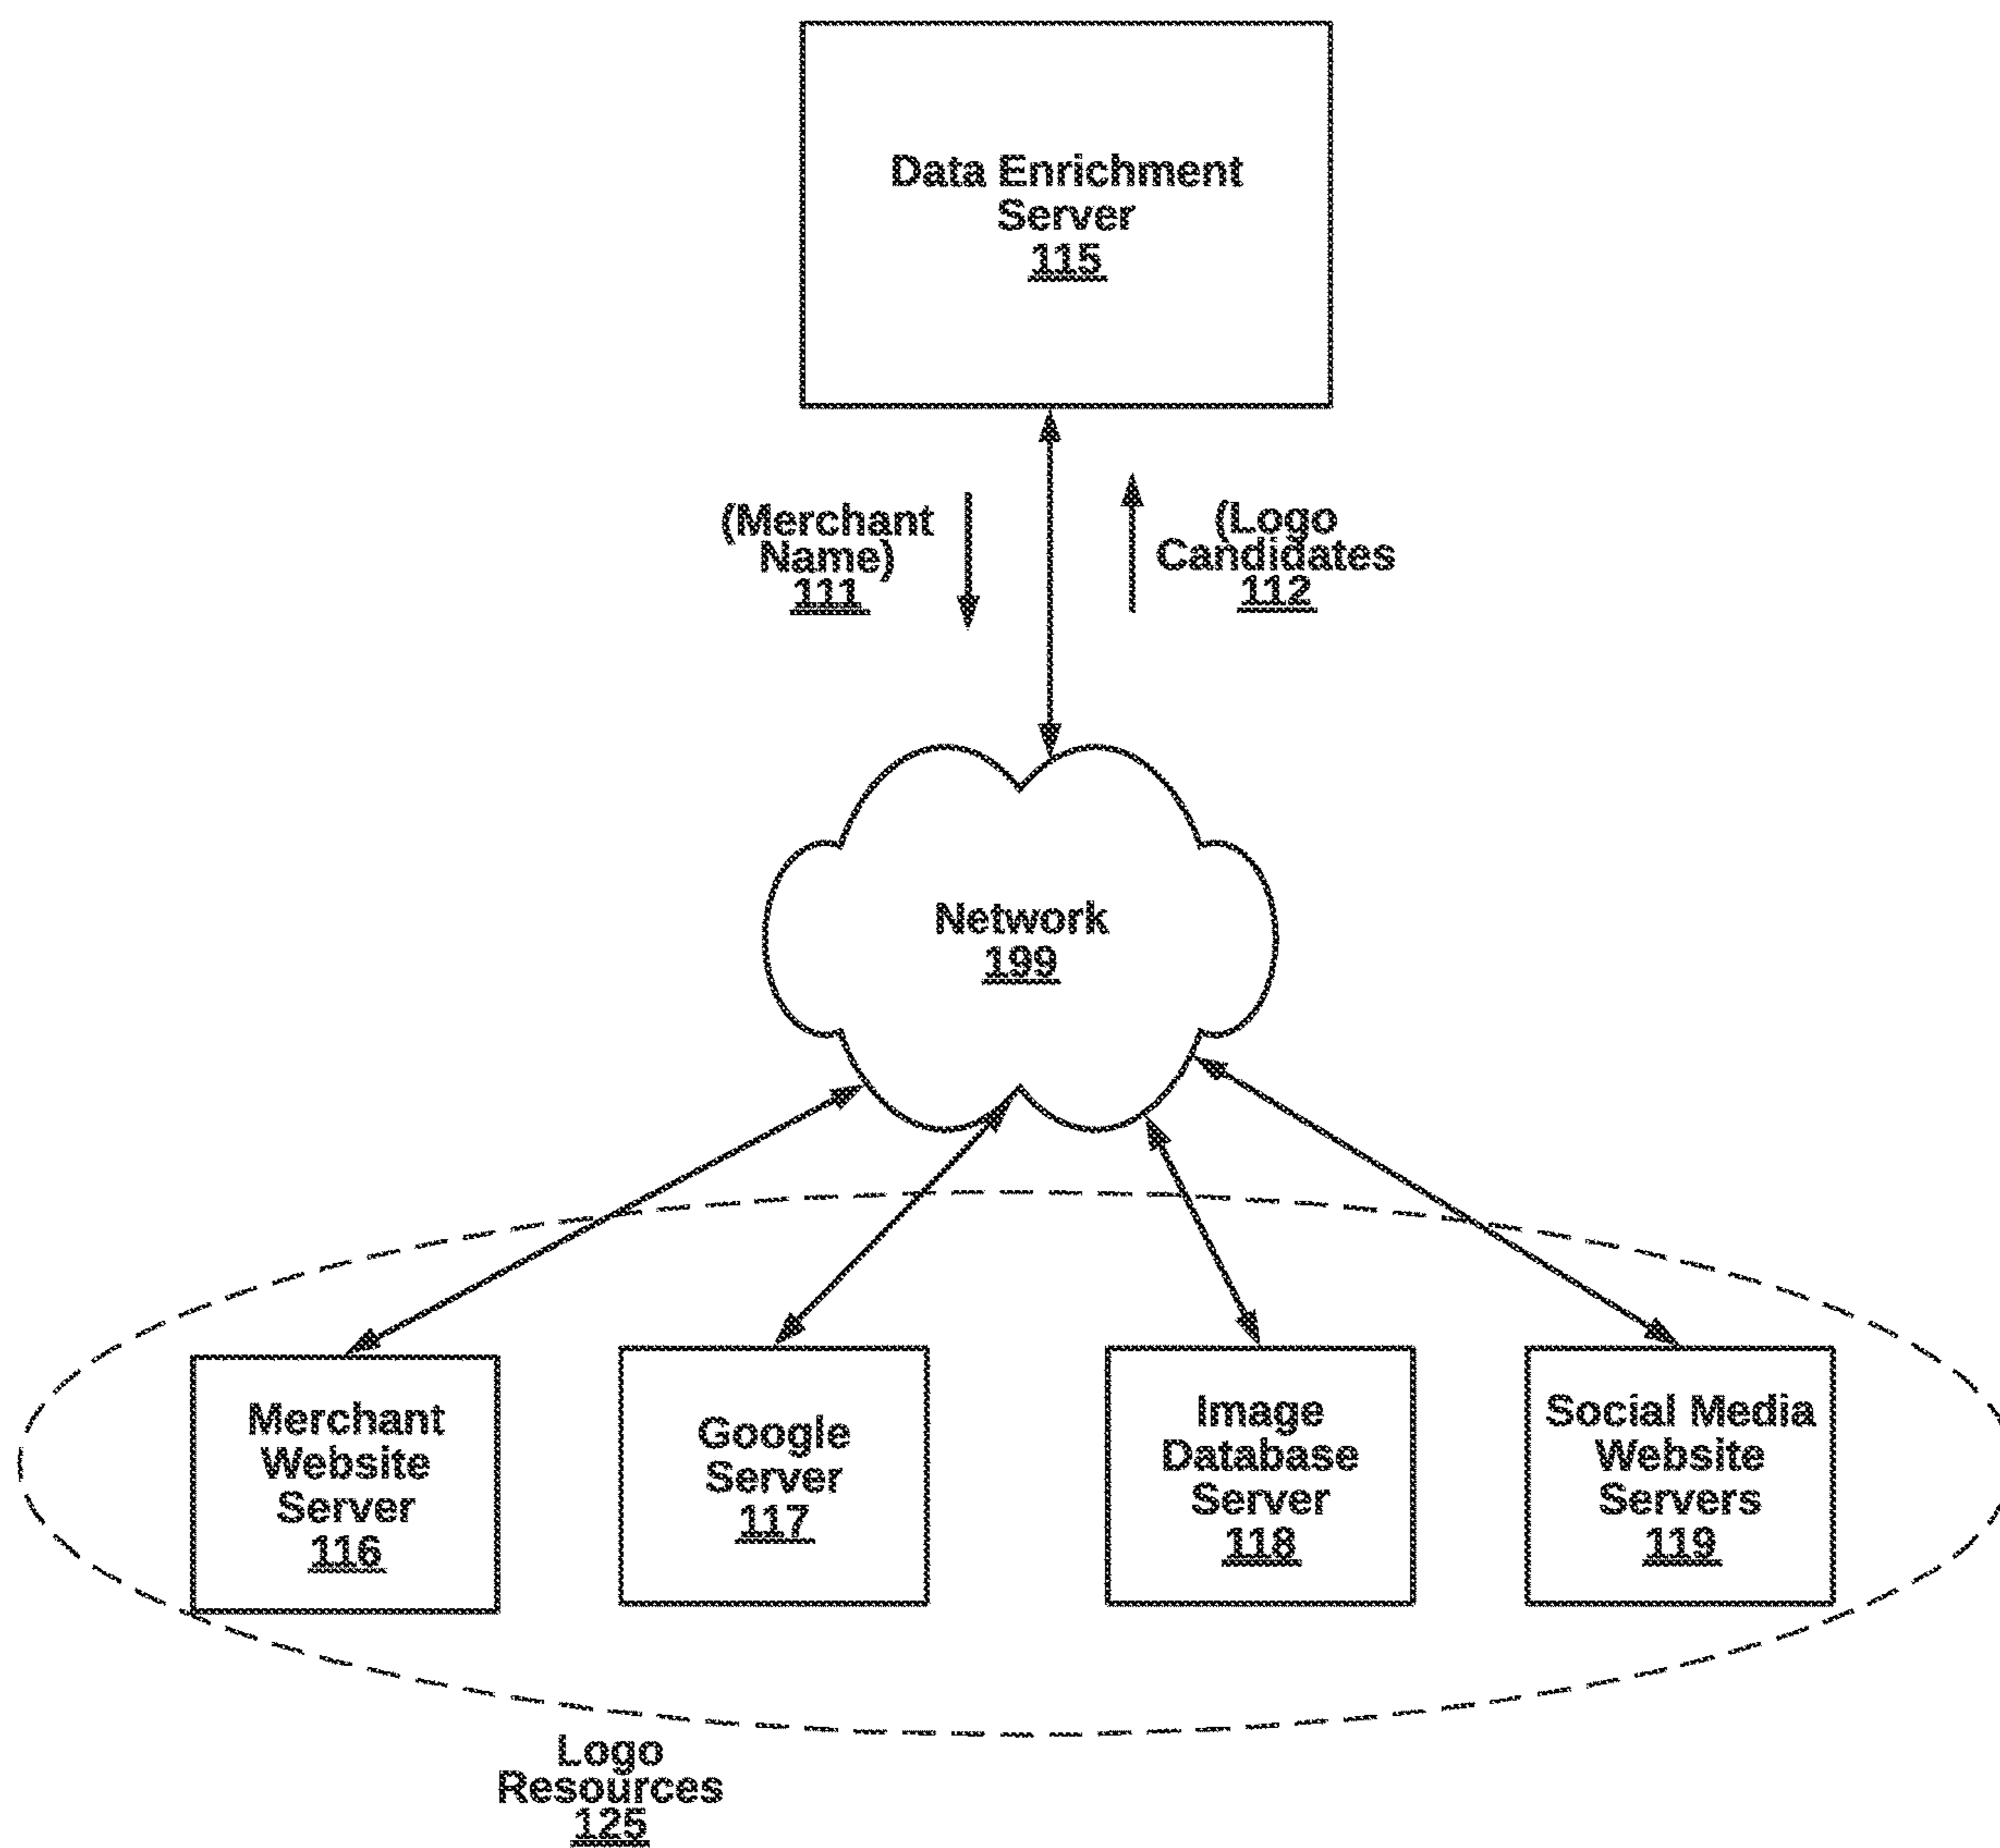 Data Enrichment
Server
115
(Merchant
Name)
111
(Logo
Candidates
112
Network
199
Merchant
Website
Server
116
Google
Server
117
Image
Database
Server
118
Social Media
Website
Servers
119
Logo
Resources
125